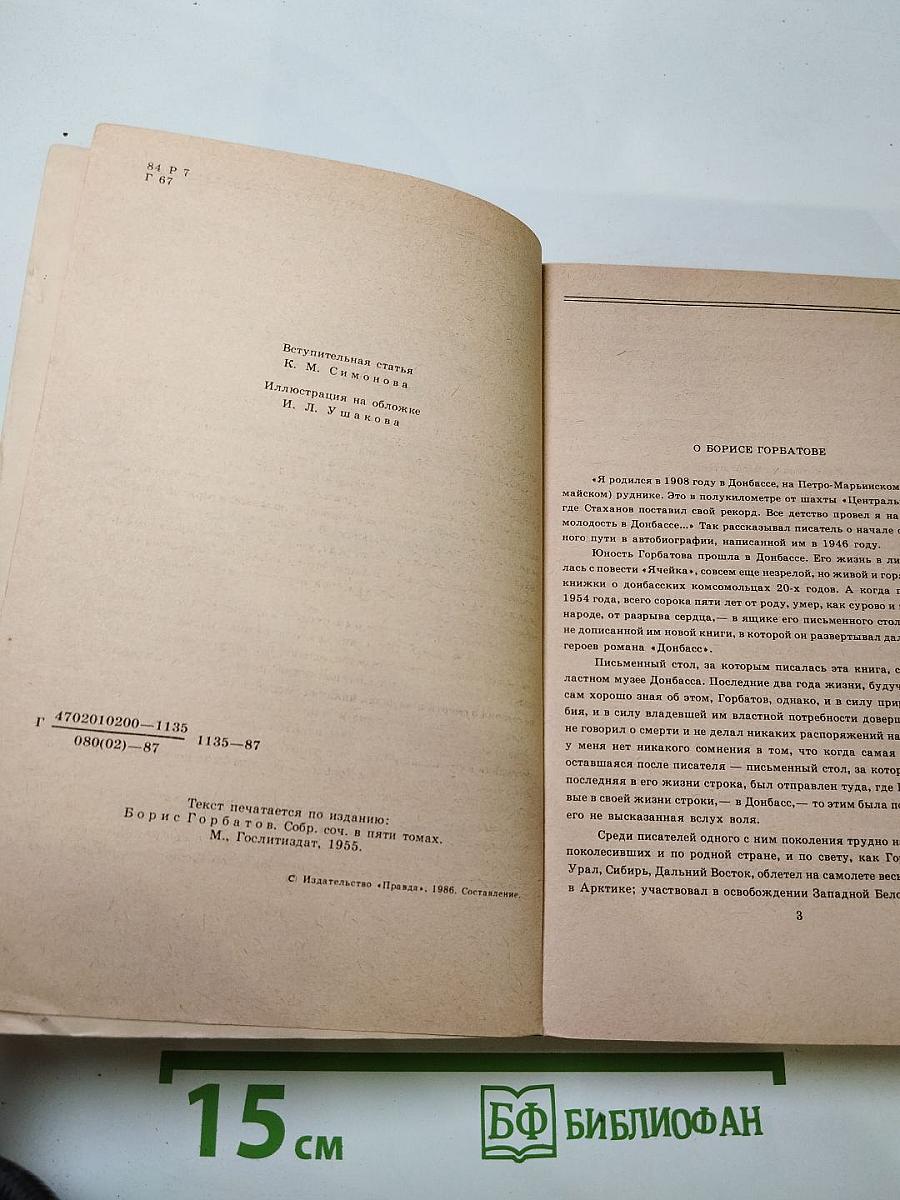 84 Р 7
Г 67
Вступительная статья
К. М. Симонова
Иллюстрация на обложке
И. Л. Ушакова
Г 4702010200—1135
080(02)—87
1135—87
Текст печатается по изданию:
Борис Горбатов. Собр. соч. в пяти томах.
М., Гослитиздат, 1955.
© Издательство «Правда», 1986. Составление.
О БОРИСЕ ГОРБАТОВЕ
«Я родился в 1908 году в Донбассе, на Петро-Марьинском
майском) руднике. Это в полукилометре от шахты «Централь
где Стаханов поставил свой рекорд. Все детство провел я на
молодость в Донбассе...» Так рассказывал писатель о начале
ного пути в автобиографии, написанной им в 1946 году.
Юность Горбатова прошла в Донбассе. Его жизнь в ли
лась с повести «Ячейка», совсем еще незрелой, но живой и гор
книжки о донбасских комсомольцах 20-х годов. А когда
1954 года, всего сорока пяти лет от роду, умер, как сурово и
народе, от разрыва сердца,— в ящике его письменного стол
не дописанной им новой книги, в которой он развертывал дал
героев романа «Донбасс».
Письменный стол, за которым писалась эта книга, с
ластном музее Донбасса. Последние два года жизни, будуч
сам хорошо зная об этом, Горбатов, однако, и в силу при
бия, и в силу владевшей им властной потребности доверш
не говорил о смерти и не делал никаких распоряжений на
у меня нет никакого сомнения в том, что когда самая
оставшаяся после писателя — письменный стол, за котор
последняя в его жизни строка, был отправлен туда, где
вые в своей жизни строки,— в Донбасс,— то этим была по
его не высказанная вслух воля.
Среди писателей одного с ним поколения трудно н
поколесивших и по родной стране, и по свету, как Го
Урал, Сибирь, Дальний Восток, облетел на самолете вес
в Арктике; участвовал в освобождении Западной Бело
3
15 см
БФ БИБЛИОФАН